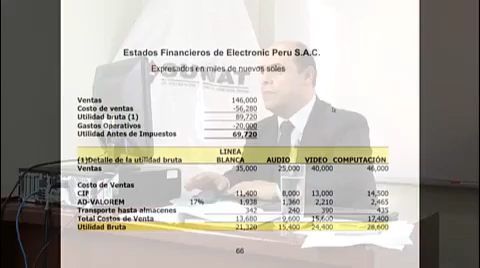 Estados Financieros de Electronic Peru S.A.C.
Expresados en miles de nuevos soles
SUNAT
Ventas 146,000
Costo de ventas -56,280
Utilidad bruta (1) 89,720
Gastos Operativos -20,000
Utilidad Antes de Impuestos 69,720
(1)Detalle de la utilidad bruta LINEA BLANCA AUDIO VIDEO COMPUTACIÓN
Ventas 35,000 25,000 40,000 46,000
Costo de Ventas
CIF 11,400 8,000 13,000 14,500
AD-VALOREM 17% 1,938 1,360 2,210 2,465
Transporte hasta almacenes 342 240 390 435
Total Costos de Venta 13,680 9,600 15,600 17,400
Utilidad Bruta 21,320 15,400 24,400 28,600
66